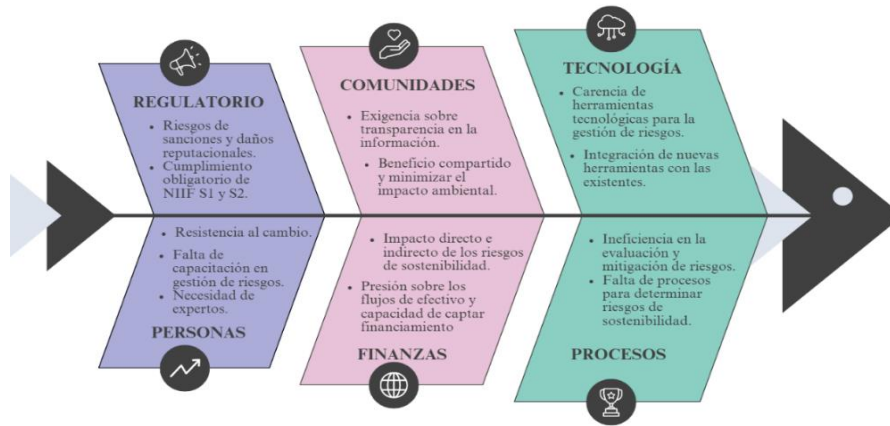 REGULATORIO
• Riesgos de
sanciones y daños
reputacionales.
• Cumplimiento
obligatorio de
NIIF S1 y S2.
COMUNIDADES
• Exigencia sobre
transparencia en la
información.
• Beneficio compartido
y minimizar el
impacto ambiental.
TECNOLOGÍA
• Carencia de
herramientas
tecnológicas para la
gestión de riesgos.
• Integración de nuevas
herramientas con las
existentes.
• Resistencia al cambio.
• Falta de
capacitación en
gestión de riesgos.
• Necesidad de
expertos.
PERSONAS
• Impacto directo e
indirecto de los riesgos
de sostenibilidad.
• Presión sobre los
flujos de efectivo y
capacidad de captar
financiamiento
FINANZAS
• Ineficiencia en la
evaluación y
mitigación de riesgos.
• Falta de procesos
para determinar
riesgos de
sostenibilidad.
PROCESOS